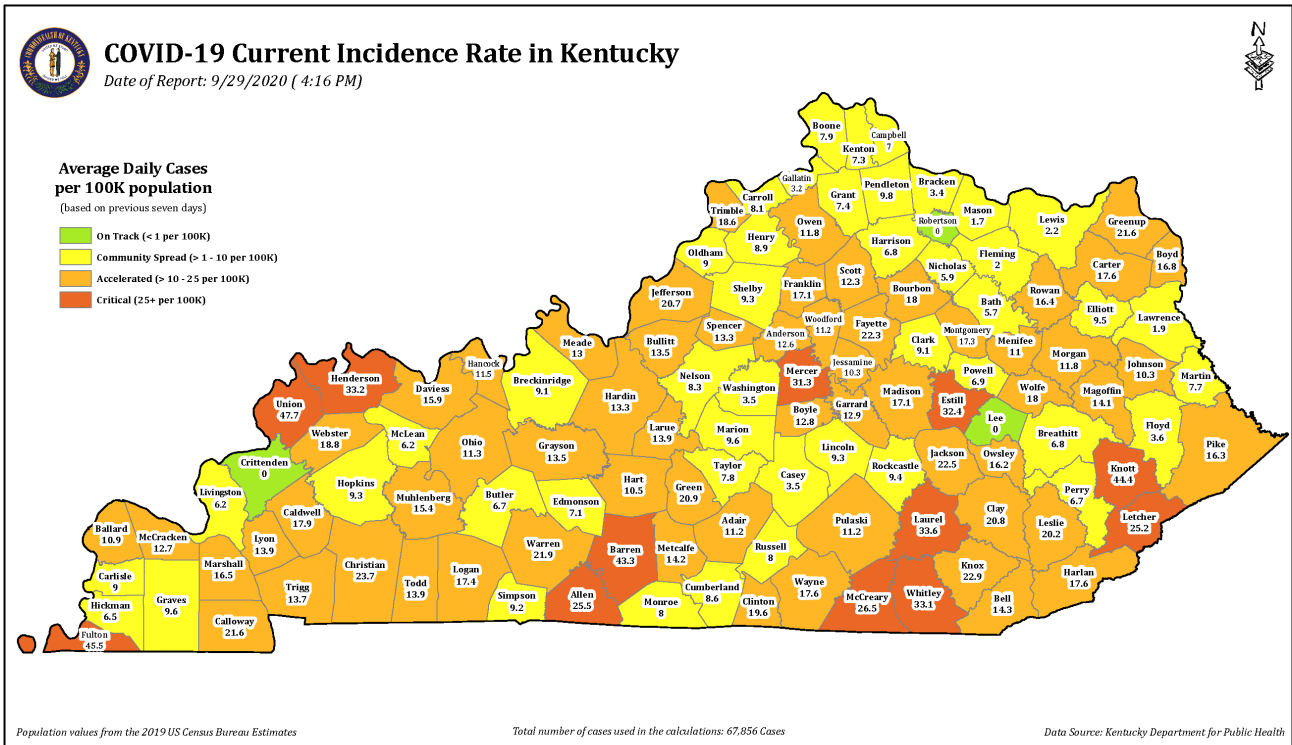 COVID-19 Current Incidence Rate in Kentucky
Date of Report: 9/29/2020 ( 4:16 PM)
N
Average Daily Cases
per 100K population
(based on previous seven days)
On Track (< 1 per 100K)
Community Spread (> 1 - 10 per 100K)
Accelerated (> 10 - 25 per 100K)
Critical (25+ per 100K)
Boone
7.9
Kenton
7.3
Campbell
7
Gallatin
3.2
Carroll
8.1
Trimble
18.6
Grant
7.4
Pendleton
9.8
Bracken
3.4
Mason
1.7
Robertson
0
Lewis
2.2
Greenup
21.6
Boyd
16.8
Owen
11.8
Henry
8.9
Oldham
9
Harrison
6.8
Nicholas
5.9
Fleming
2
Carter
17.6
Rowan
16.4
Elliott
9.5
Lawrence
1.9
Jefferson
20.7
Shelby
9.3
Franklin
17.1
Scott
12.3
Bourbon
18
Bath
5.7
Spencer
13.3
Anderson
12.6
Woodford
11.2
Fayette
22.3
Clark
9.1
Montgomery
17.3
Menifee
11
Morgan
11.8
Johnson
10.3
Martin
7.7
Meade
13
Bullitt
13.5
Hancock
11.5
Breckinridge
9.1
Nelson
8.3
Washington
3.5
Mercer
31.3
Jessamine
10.3
Madison
17.1
Estill
32.4
Powell
6.9
Wolfe
18
Magoffin
14.1
Floyd
3.6
Pike
16.3
Henderson
33.2
Union
47.7
Daviess
15.9
Hardin
13.3
Larue
13.9
Marion
9.6
Boyle
12.8
Garrard
12.9
Lee
0
Breathitt
6.8
Knott
44.4
Webster
18.8
McLean
6.2
Ohio
11.3
Grayson
13.5
Taylor
7.8
Casey
3.5
Lincoln
9.3
Rockcastle
9.4
Jackson
22.5
Owsley
16.2
Perry
6.7
Letcher
25.2
Crittenden
0
Livingston
6.2
Hopkins
9.3
Muhlenberg
15.4
Butler
6.7
Edmonson
7.1
Hart
10.5
Green
20.9
Adair
11.2
Russell
8
Pulaski
11.2
Laurel
33.6
Clay
20.8
Leslie
20.2
Harlan
17.6
Caldwell
17.9
Lyon
13.9
Ballard
10.9
McCracken
12.7
Marshall
16.5
Trigg
13.7
Christian
23.7
Todd
13.9
Logan
17.4
Warren
21.9
Barren
43.3
Metcalfe
14.2
Simpson
9.2
Allen
25.5
Monroe
8
Cumberland
8.6
Clinton
19.6
Wayne
17.6
McCreary
26.5
Whitley
33.1
Knox
22.9
Bell
14.3
Carlisle
9
Hickman
6.5
Graves
9.6
Calloway
21.6
Fulton
45.5
Population values from the 2019 US Census Bureau Estimates
Total number of cases used in the calculations: 67,856 Cases
Data Source: Kentucky Department for Public Health